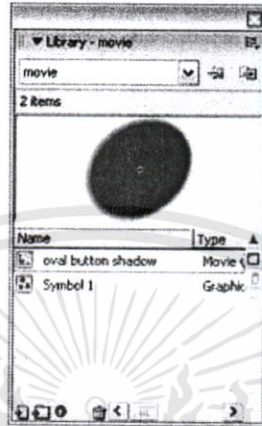 Library - movie
movie
2 items
Name Type
oval button shadow Movie
Symbol 1 Graphic